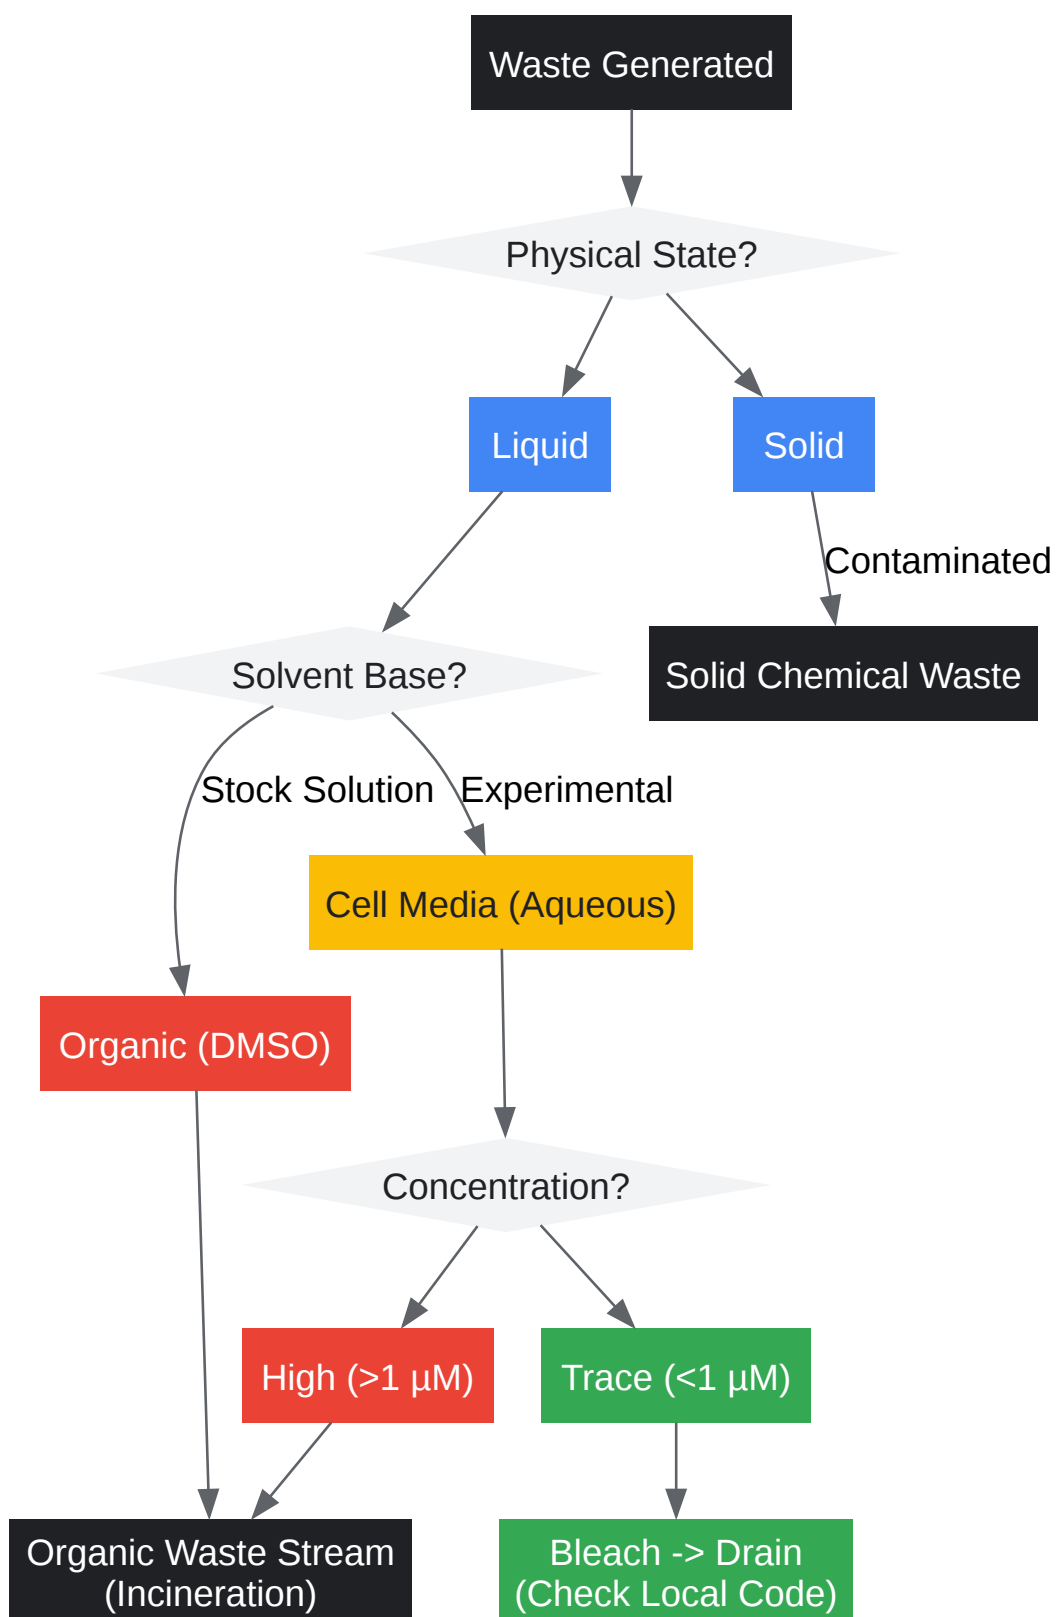 Waste Generated
Physical State?
Liquid
Solid
Contaminated
Solvent Base?
Solid Chemical Waste
Stock Solution
Experimental
Cell Media (Aqueous)
Organic (DMSO)
Concentration?
High (>1 µM)
Trace (<1 µM)
Organic Waste Stream
(Incineration)
Bleach -> Drain
(Check Local Code)